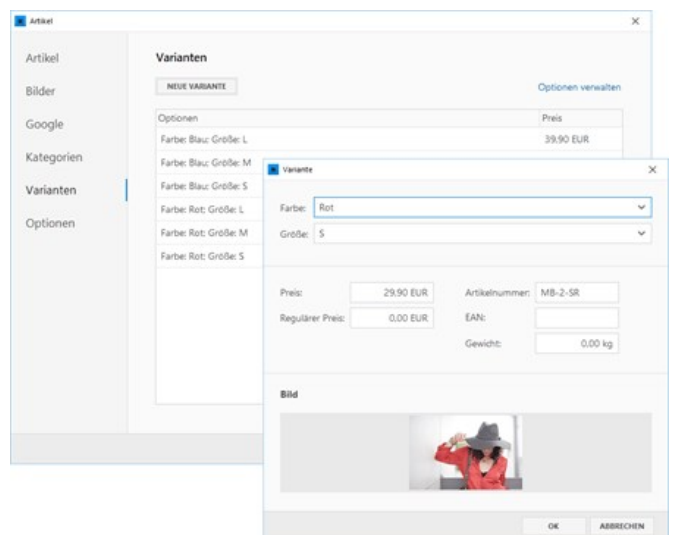 Artikel
Artikel
Bilder
Google
Kategorien
Varianten
Optionen
Varianten
NEUE VARIANTE
Optionen verwalten
Optionen Preis
Farbe: Blau; Größe: L 39,90 EUR
Farbe: Blau; Größe: M
Farbe: Blau; Größe: S
Farbe: Rot; Größe: L
Farbe: Rot; Größe: M
Farbe: Rot; Größe: S
Variante
Farbe: Rot
Größe: S
Preis: 29,90 EUR Artikelnummer: MB-2-SR
Regulärer Preis: 0,00 EUR EAN:
Gewicht: 0,00 kg
Bild
OK ABBRECHEN